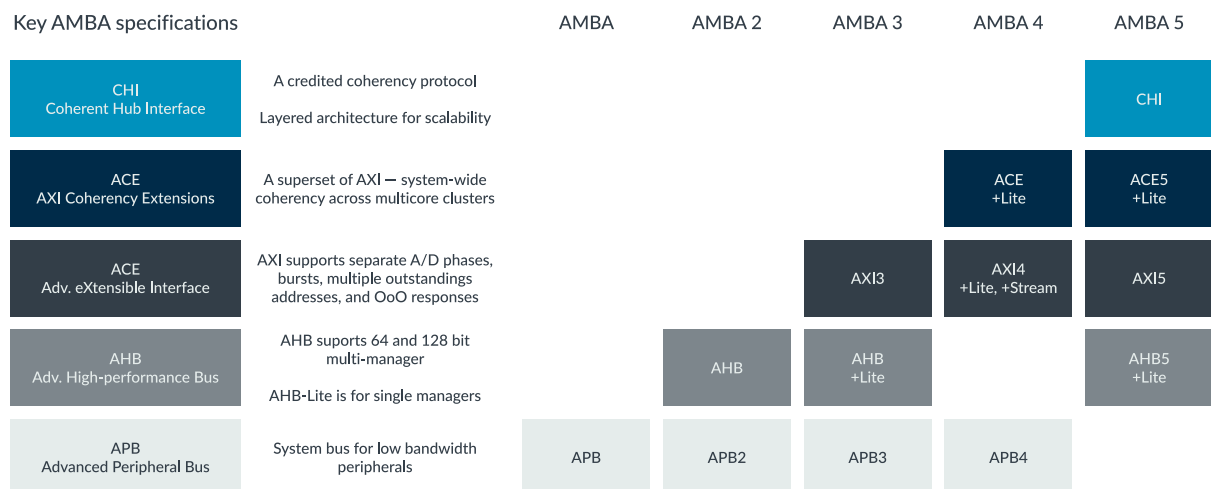 Key AMBA specifications
AMBA
AMBA 2
AMBA 3
AMBA 4
AMBA 5
CHI
Coherent Hub Interface
A credited coherency protocol
Layered architecture for scalability
CHI
ACE
AXI Coherency Extensions
A superset of AXI — system-wide
coherency across multicore clusters
ACE
+Lite
ACE5
+Lite
ACE
Adv. eXtensible Interface
AXI supports separate A/D phases,
bursts, multiple outstandings
addresses, and OoO responses
AXI3
AXI4
+Lite, +Stream
AXI5
AHB
Adv. High-performance Bus
AHB suports 64 and 128 bit
multi-manager
AHB-Lite is for single managers
AHB
AHB
+Lite
AHB5
+Lite
APB
Advanced Peripheral Bus
System bus for low bandwidth
peripherals
APB
APB2
APB3
APB4